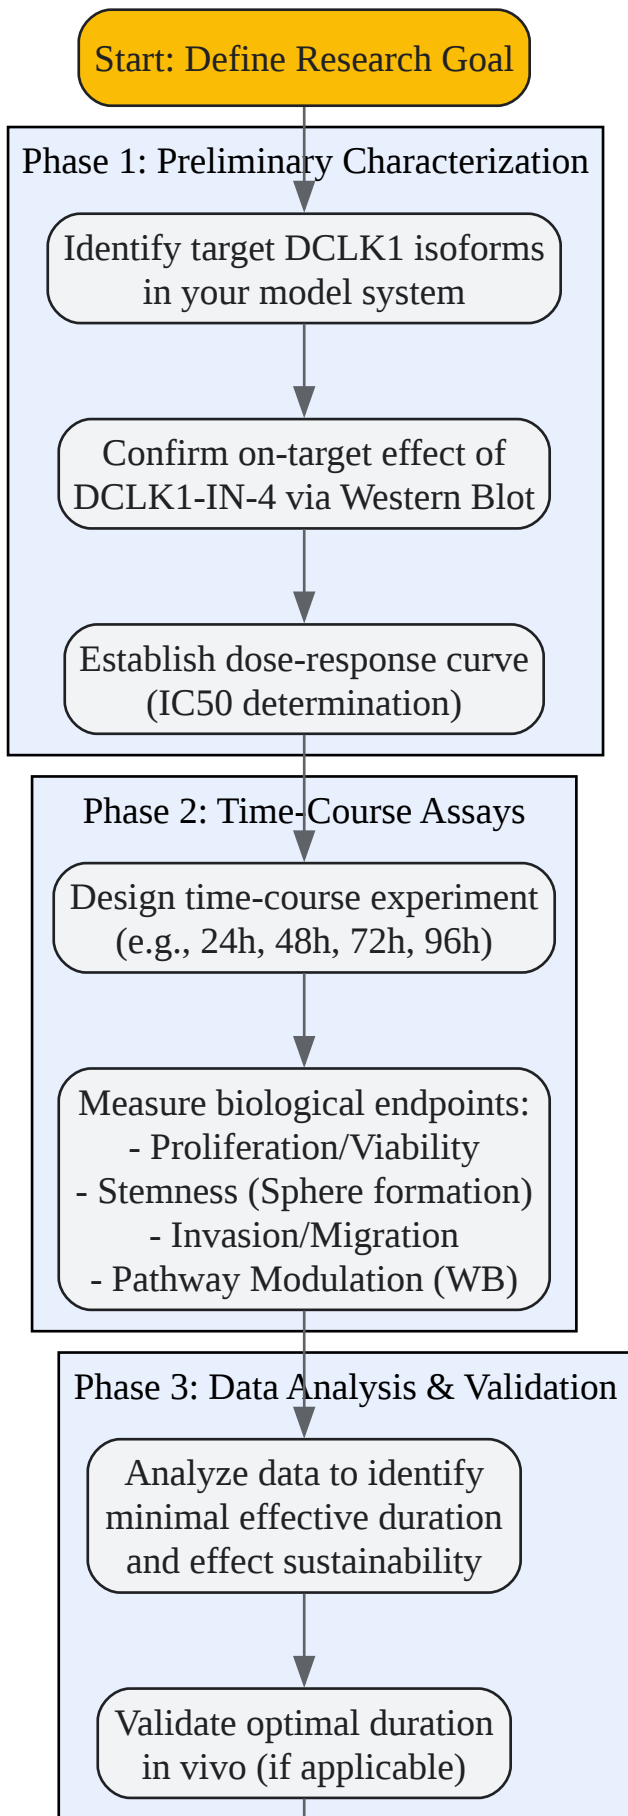 Start: Define Research Goal
Phase 1: Preliminary Characterization
Identify target DCLK1 isoforms
in your model system
Confirm on-target effect of
DCLK1-IN-4 via Western Blot
Establish dose-response curve
(IC50 determination)
Phase 2: Time-Course Assays
Design time-course experiment
(e.g., 24h, 48h, 72h, 96h)
Measure biological endpoints:
- Proliferation/Viability
- Stemness (Sphere formation)
- Invasion/Migration
- Pathway Modulation (WB)
Phase 3: Data Analysis & Validation
Analyze data to identify
minimal effective duration
and effect sustainability
Validate optimal duration
in vivo (if applicable)